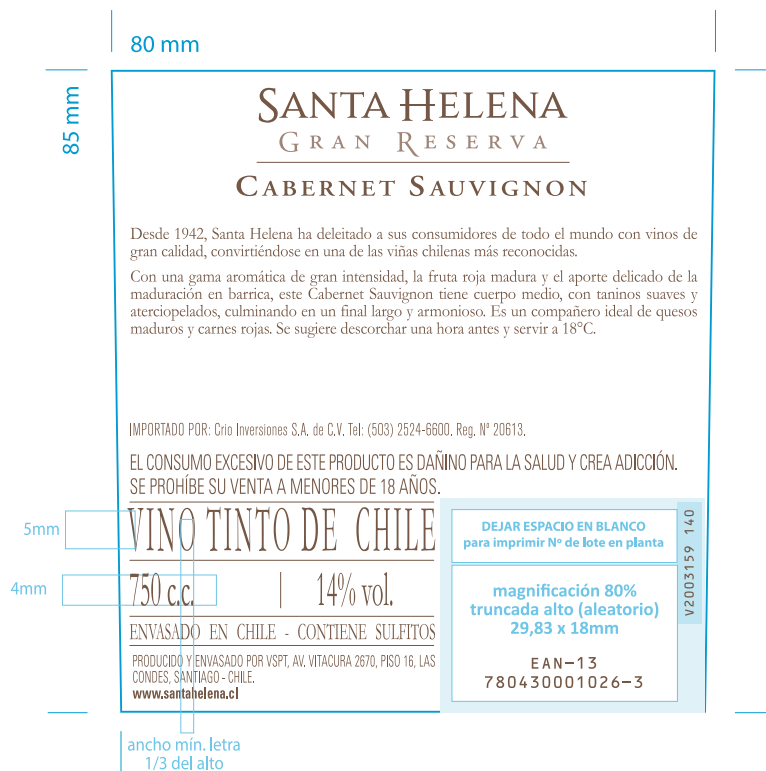 80 mm
85 mm
SANTA HELENA
GRAN RESERVA
CABERNET SAUVIGNON
Desde 1942, Santa Helena ha deleitado a sus consumidores de todo el mundo con vinos de
gran calidad, convirtiéndose en una de las viñas chilenas más reconocidas.
Con una gama aromática de gran intensidad, la fruta roja madura y el aporte delicado de la
maduración en barrica, este Cabernet Sauvignon tiene cuerpo medio, con taninos suaves y
aterciopelados, culminando en un final largo y armonioso. Es un compañero ideal de quesos
maduros y carnes rojas. Se sugiere descorchar una hora antes y servir a 18°C.
IMPORTADO POR: Crio Inversiones S.A. de C.V. Tel: (503) 2524-6600. Reg. Nº 20613.
EL CONSUMO EXCESIVO DE ESTE PRODUCTO ES DAÑINO PARA LA SALUD Y CREA ADICCIÓN.
SE PROHÍBE SU VENTA A MENORES DE 18 AÑOS.
5mm
VINO TINTO DE CHILE
4mm
750 c.c. | 14% vol.
ENVASADO EN CHILE - CONTIENE SULFITOS
PRODUCIDO Y ENVASADO POR VSPT, AV. VITACURA 2670, PISO 16, LAS
CONDES, SANTIAGO - CHILE.
www.santahelena.cl
DEJAR ESPACIO EN BLANCO
para imprimir Nº de lote en planta
V2003159 140
magnificación 80%
truncada alto (aleatorio)
29,83 x 18mm
EAN-13
780430001026-3
ancho mín. letra
1/3 del alto